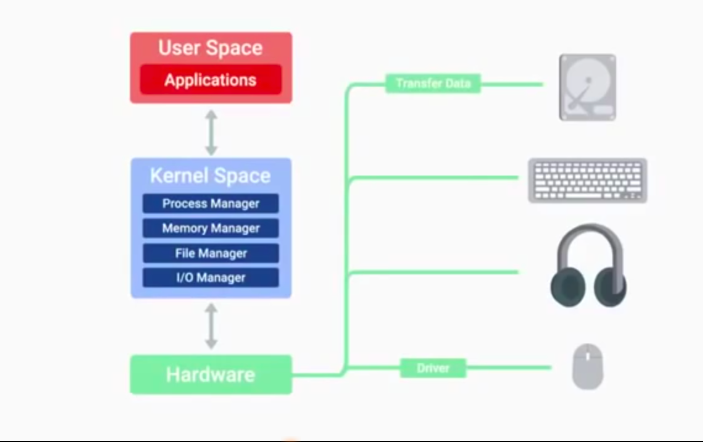 User Space
Applications
Kernel Space
Process Manager
Memory Manager
File Manager
I/O Manager
Hardware
Transfer Data
Driver